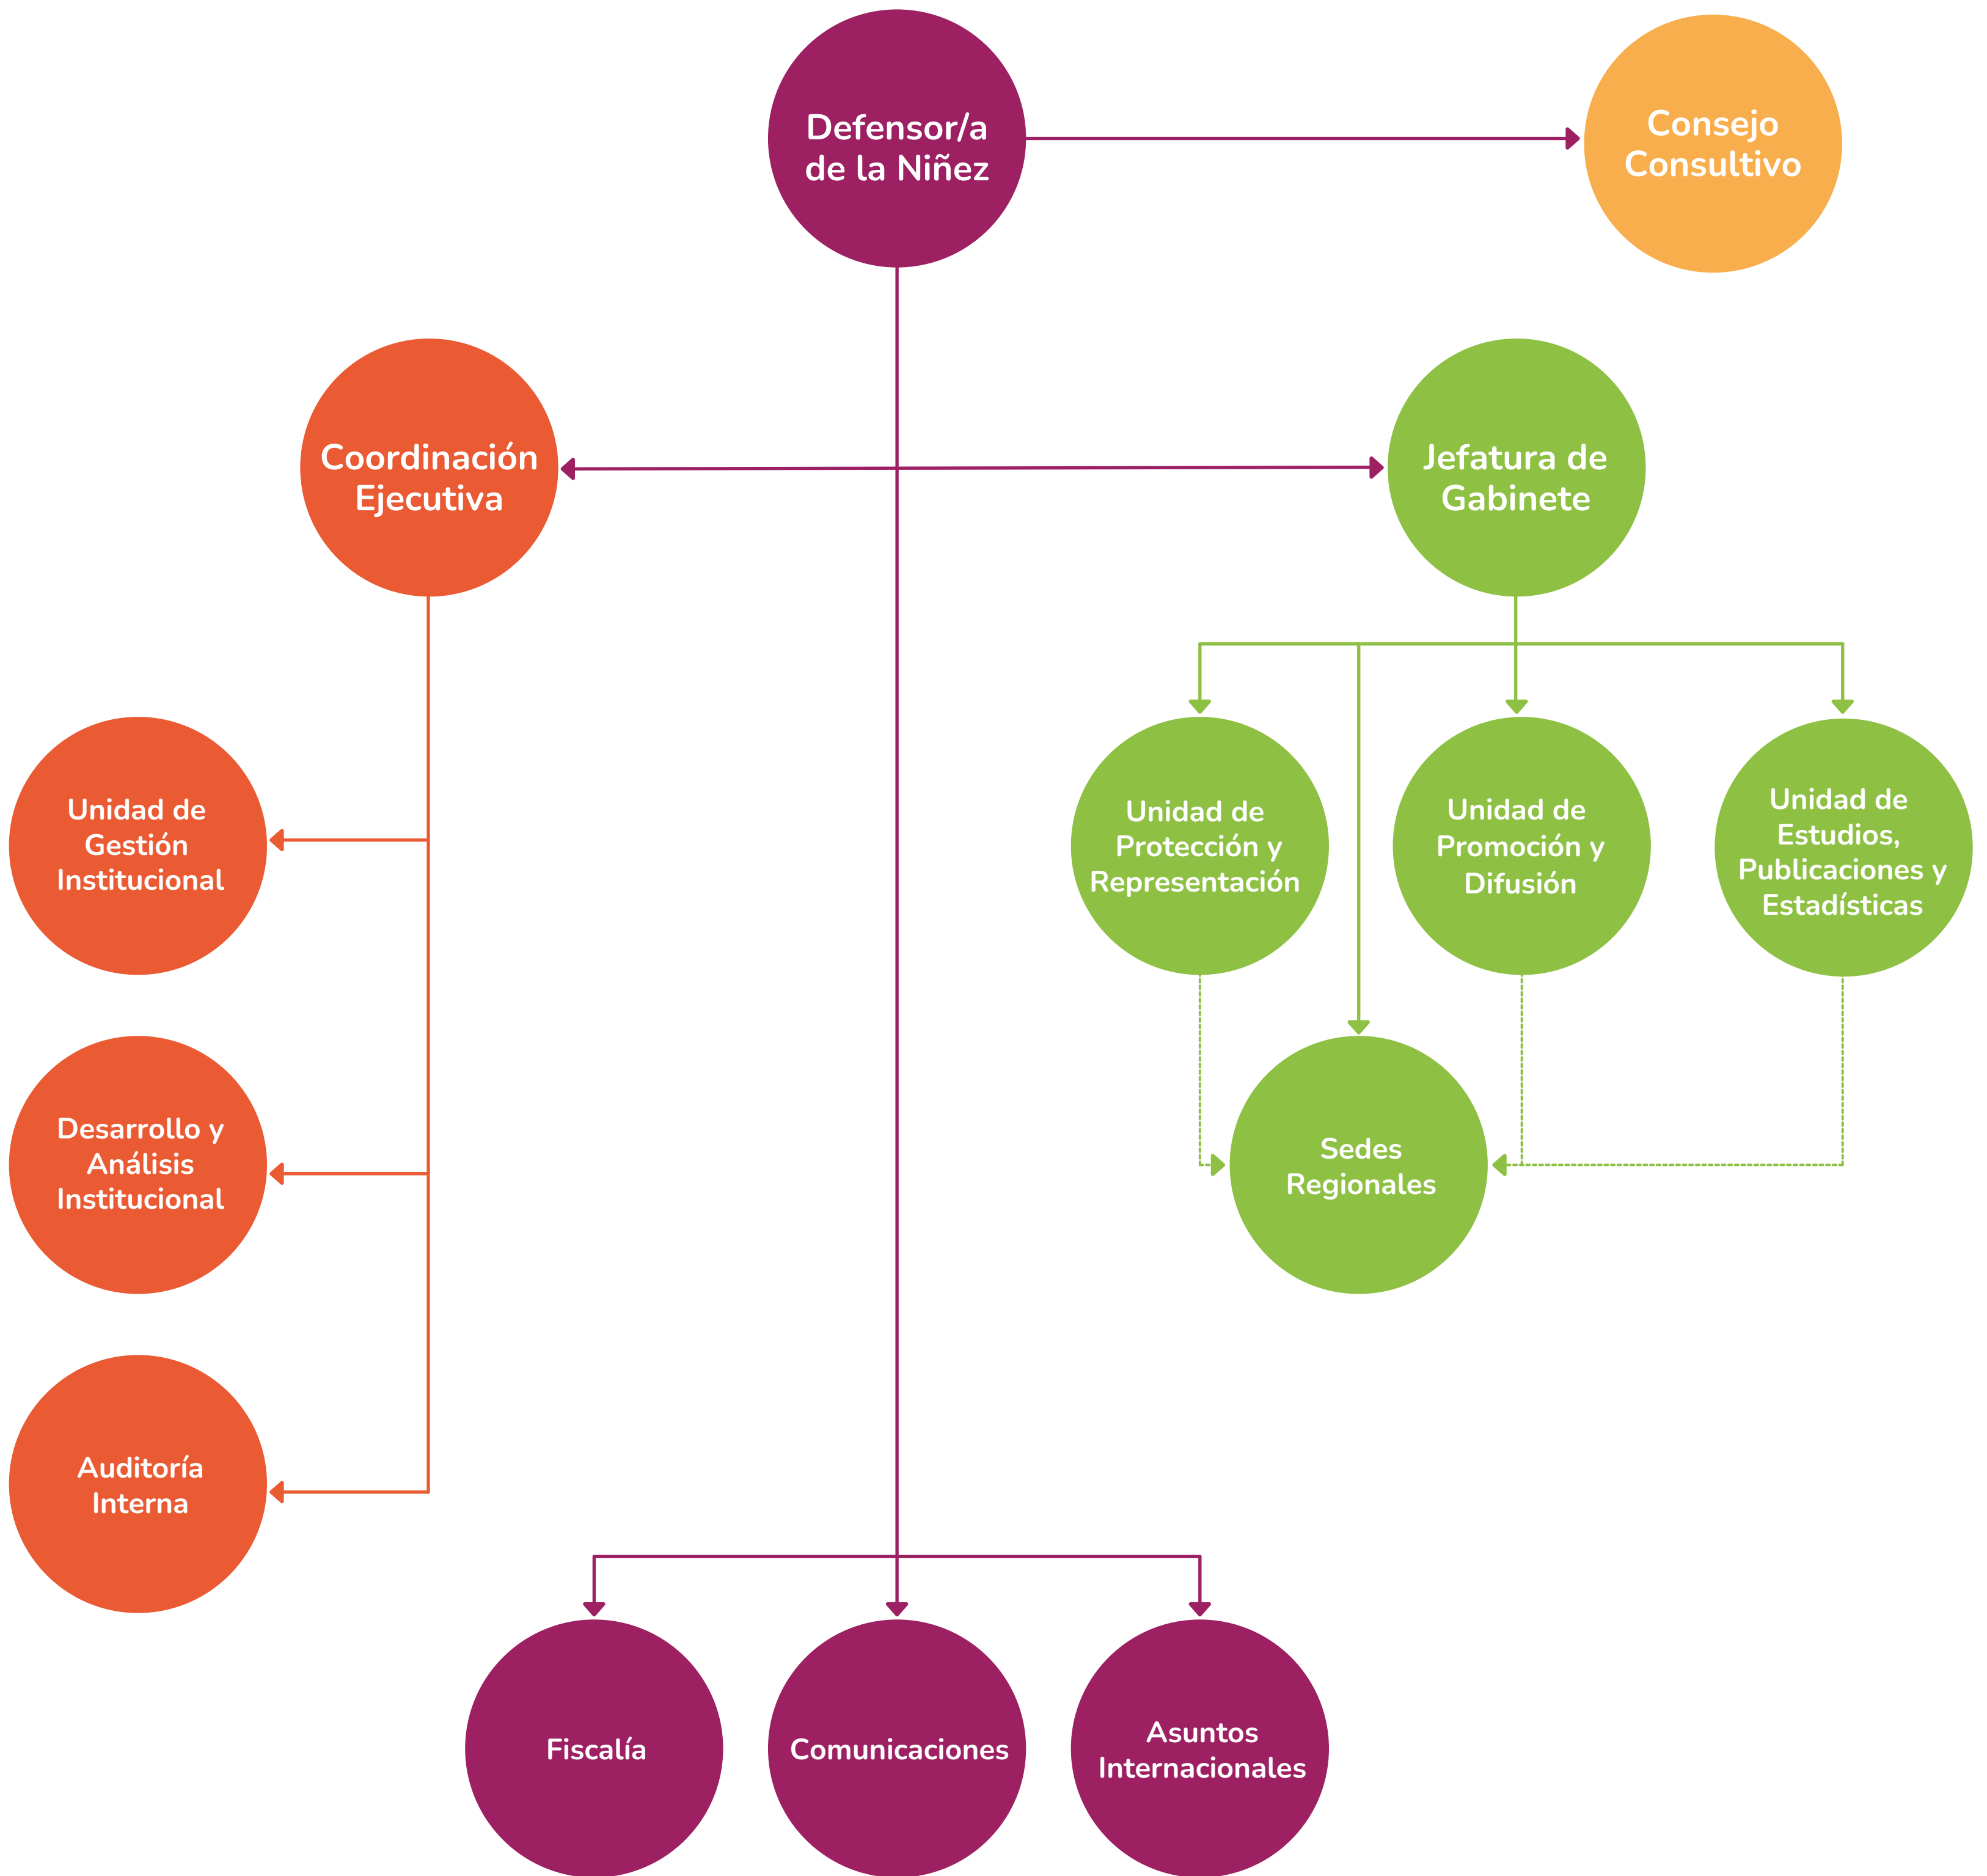 Defensor/a
de la Niñez
Consejo
Consultivo
Coordinación
Ejecutiva
Jefatura de
Gabinete
Unidad de
Gestión
Institucional
Unidad de
Protección y
Representación
Unidad de
Promoción y
Difusión
Unidad de
Estudios,
Publicaciones y
Estadísticas
Desarrollo y
Análisis
Institucional
Sedes
Regionales
Auditoría
Interna
Fiscalía
Comunicaciones
Asuntos
Internacionales